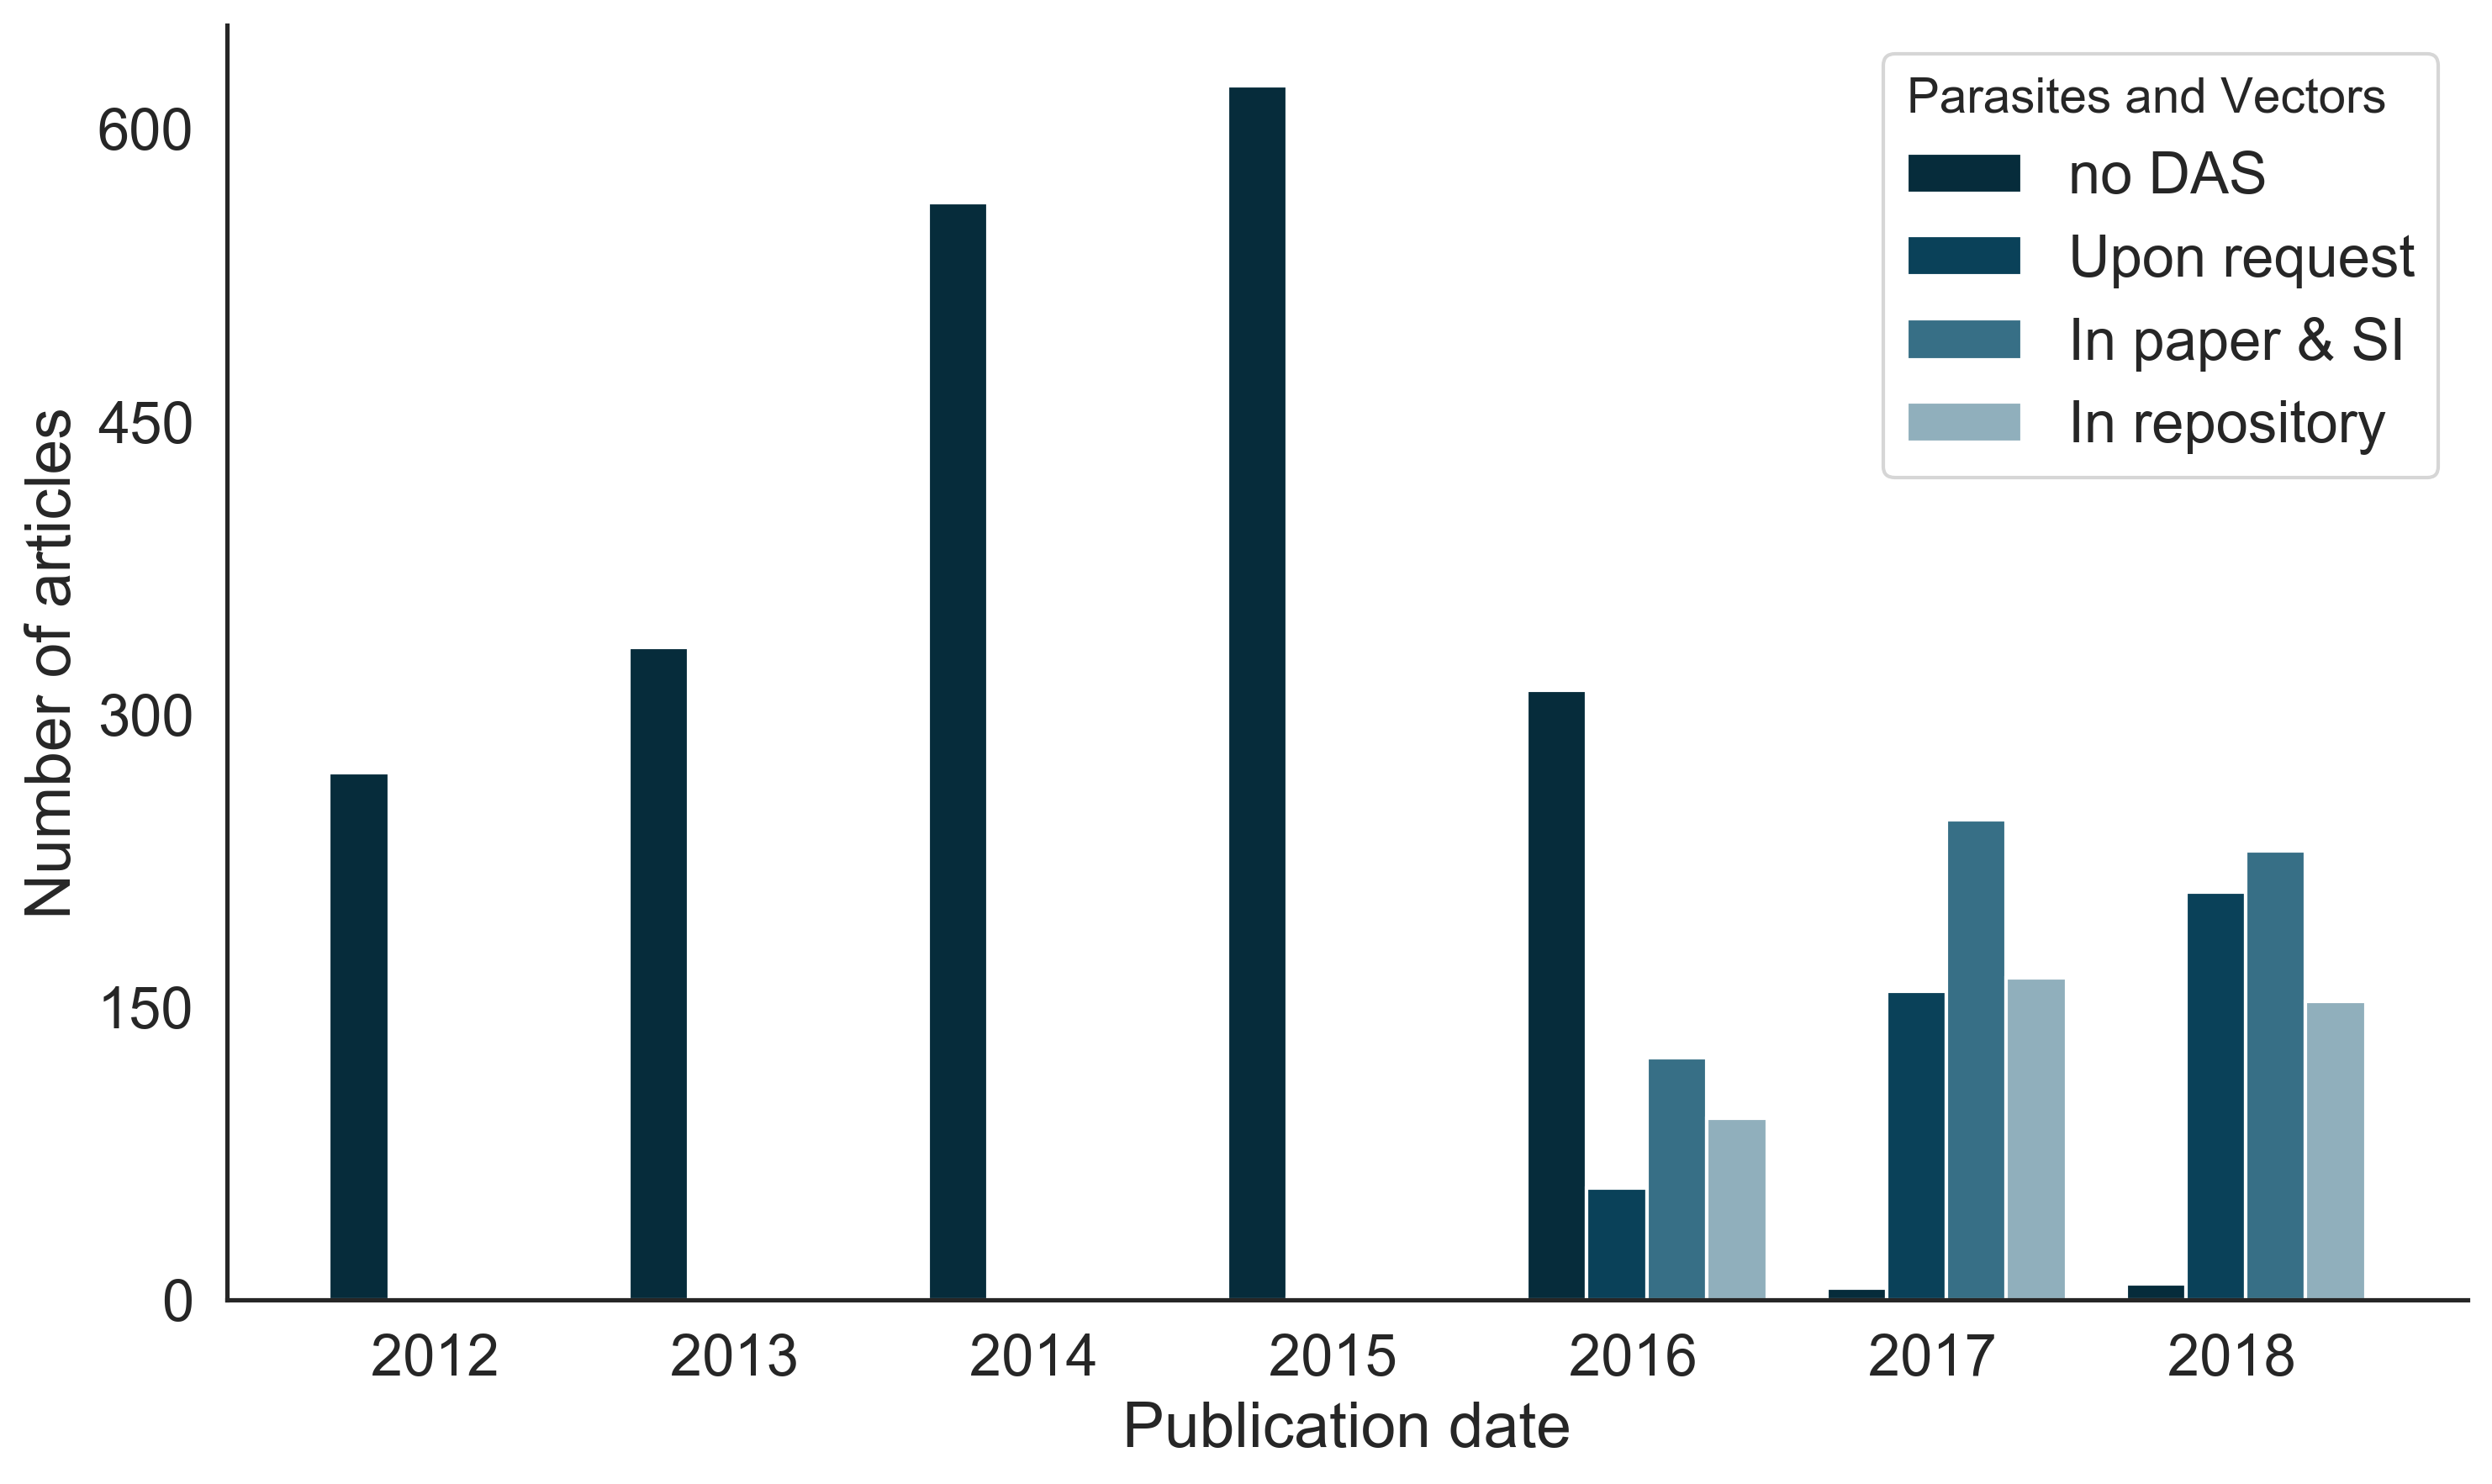 Parasites and Vectors
no DAS
Upon request
In paper & SI
In repository
Number of articles
600
450
300
150
0
2012 2013 2014 2015 2016 2017 2018
Publication date